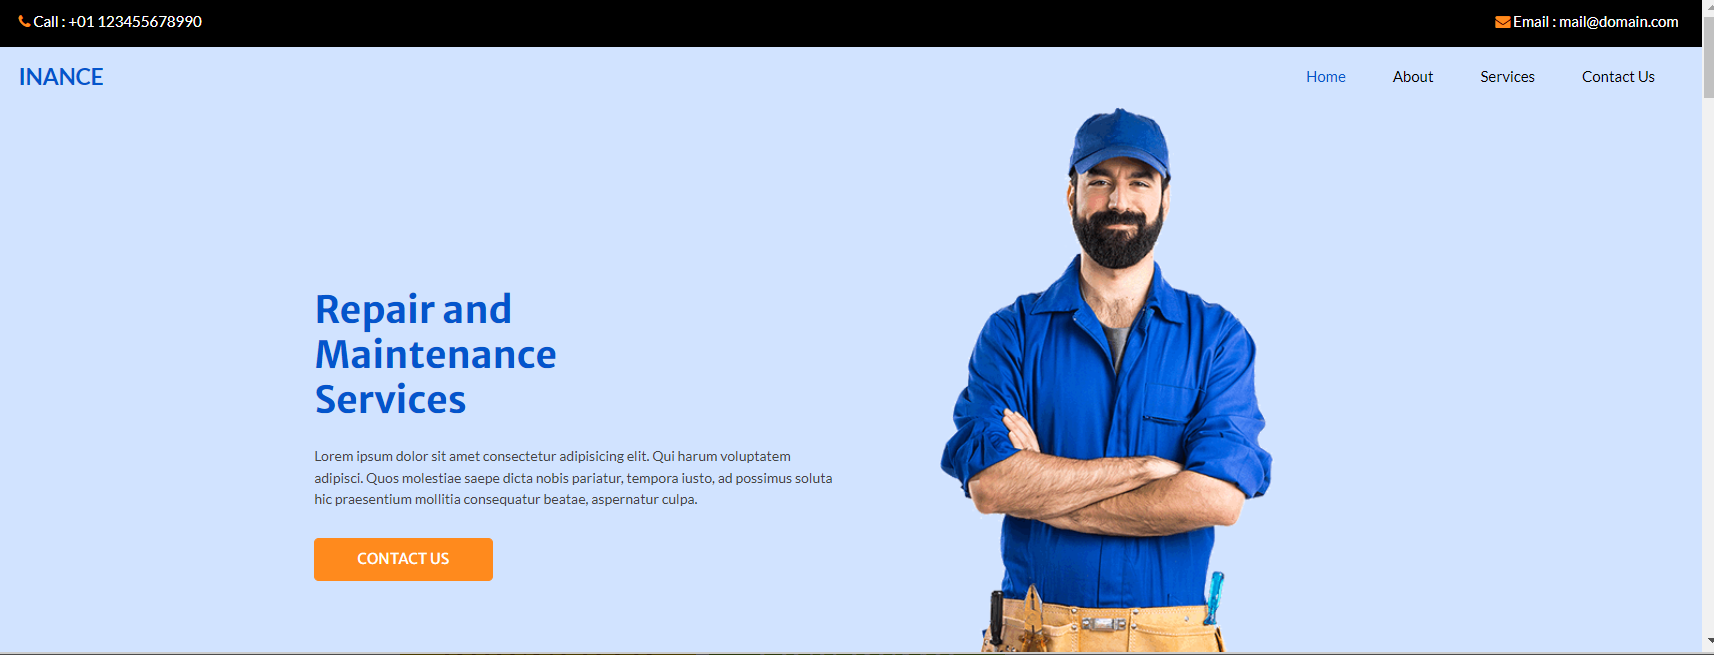 Call : +01 123455678990
Email : mail@domain.com
INANCE
Home
About
Services
Contact Us
Repair and
Maintenance
Services
Lorem ipsum dolor sit amet consectetur adipisicing elit. Qui harum voluptatem
adipisci. Quos molestiae saepe dicta nobis pariatur, tempora iusto, ad possimus soluta
hic praesentium mollitia consequatur beatae, aspernatur culpa.
CONTACT US